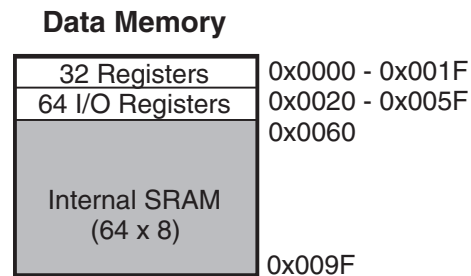 Data Memory
32 Registers 0x0000 - 0x001F
64 I/O Registers 0x0020 - 0x005F
0x0060
Internal SRAM
(64 x 8)
0x009F